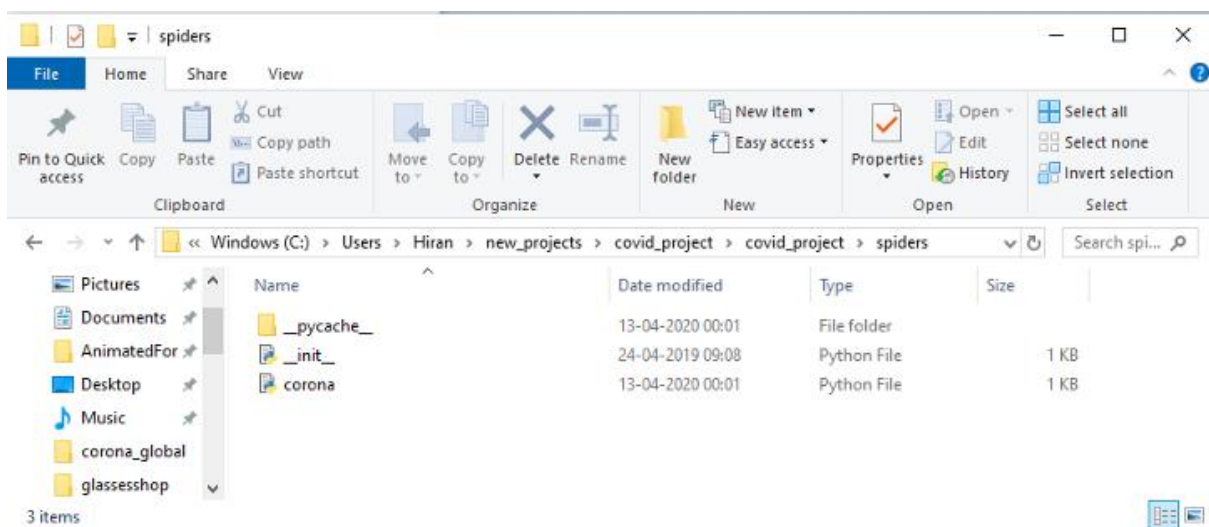 spiders
File Home Share View
Pin to Quick access
Copy
Paste
Cut
Copy path
Paste shortcut
Clipboard
Move to
Copy to
Delete
Rename
Organize
New folder
New item
Easy access
New
Properties
Open
Edit
History
Open
Select all
Select none
Invert selection
Select
« Windows (C:) › Users › Hiran › new_projects › covid_project › covid_project › spiders
Search spi...
Pictures
Documents
AnimatedFor
Desktop
Music
corona_global
glassesshop
Name Date modified Type Size
__pycache__ 13-04-2020 00:01 File folder
__init__ 24-04-2019 09:08 Python File 1 KB
corona 13-04-2020 00:01 Python File 1 KB
3 items